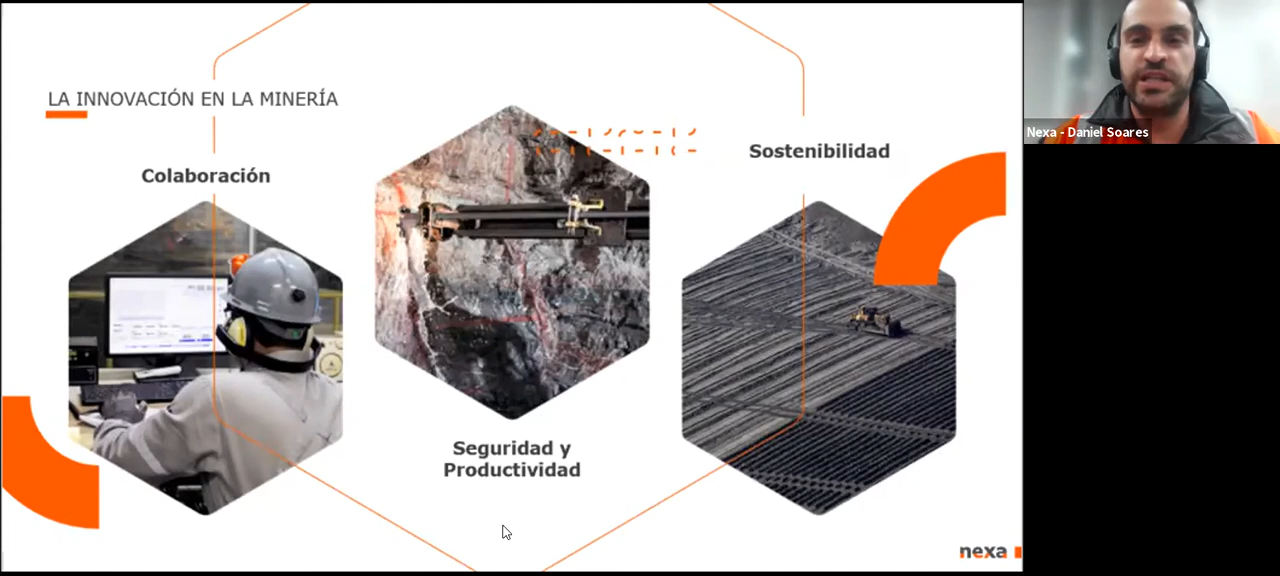 LA INNOVACIÓN EN LA MINERÍA
Colaboración
Seguridad y
Productividad
Sostenibilidad
nexa
Nexa - Daniel Soares